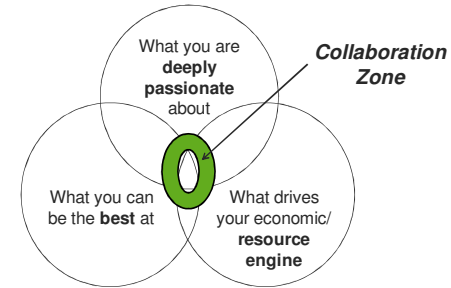 What you are
deeply
passionate
about
Collaboration
Zone
What you can
be the best at
What drives
your economic/
resource
engine